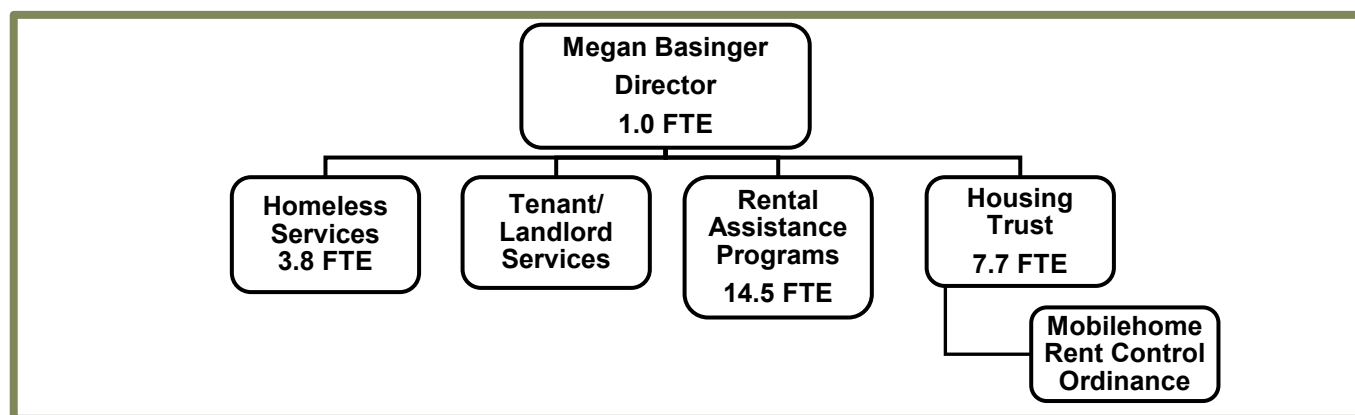 Megan Basinger
Director
1.0 FTE
Homeless
Services
3.8 FTE
Tenant/
Landlord
Services
Rental
Assistance
Programs
14.5 FTE
Housing
Trust
7.7 FTE
Mobilehome
Rent Control
Ordinance